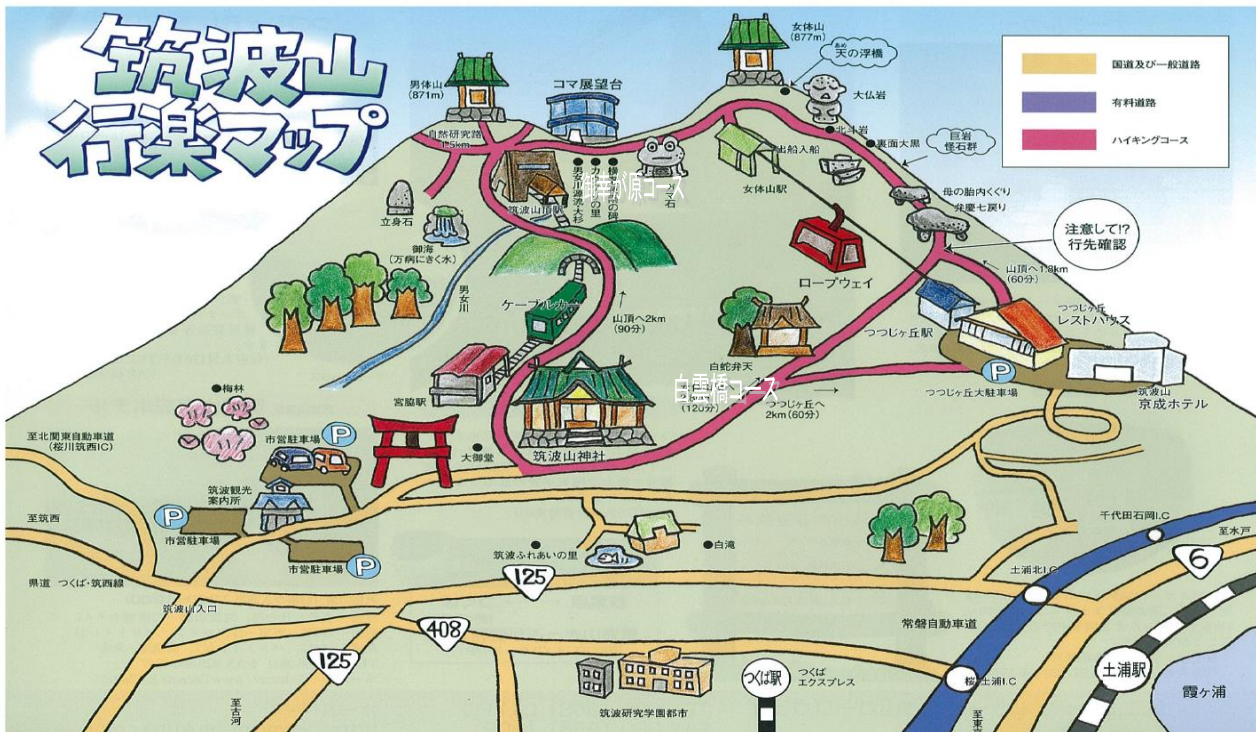 筑波山
行楽マップ
国道及び一般道路
有料道路
ハイキングコース
男体山
(871m)
コマ展望台
女体山
(877m)
あめ
天の浮橋
大仏岩
北斗岩
裏面大黒
巨岩
怪石群
自然研究路
1.5km
出船入船
女体山駅
母の胎内くぐり
弁慶七戻り
立身石
筑波山頂駅
男女川源流・大杉
御幸が原コース
御海
(万病にきく水)
男女川
ケーブルカー
山頂へ2km
(90分)
ロープウェイ
注意して!?
行先確認
山頂へ1.8km
(60分)
つつじヶ丘駅
つつじヶ丘
レストハウス
白蛇弁天
白雲橋コース
(120分)
つつじヶ丘へ
2km(60分)
P
つつじヶ丘大駐車場
筑波山
京成ホテル
梅林
宮脇駅
筑波山神社
大御堂
至北関東自動車道
(桜川筑西IC)
市営駐車場
P
筑波観光
案内所
至筑西
P
市営駐車場
市営駐車場
P
筑波ふれあいの里
白滝
千代田石岡I.C
至水戸
6
県道 つくば・筑西線
筑波山入口
125
土浦北I.C
408
常磐自動車道
125
つくば駅
つくば
エクスプレス
桜・土浦I.C
土浦駅
霞ヶ浦
至古河
筑波研究学園都市